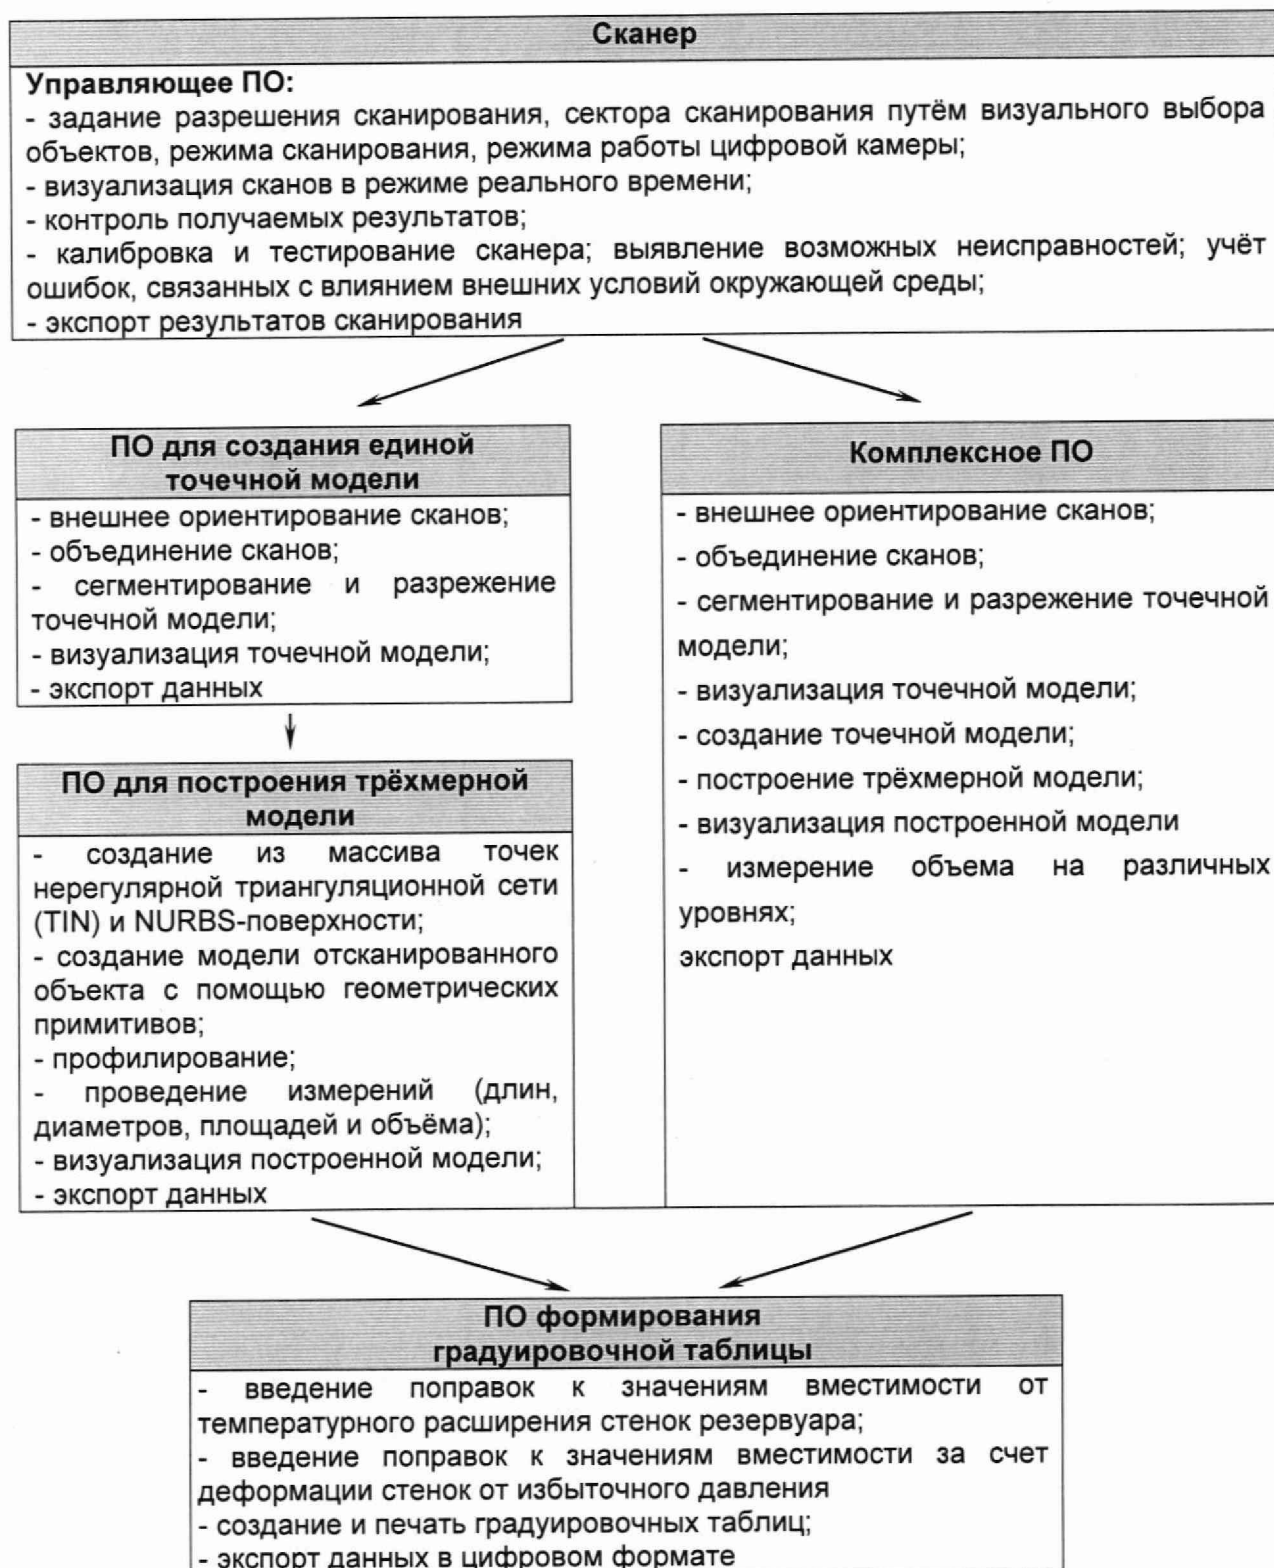 Сканер
Управляющее ПО:
- задание разрешения сканирования, сектора сканирования путём визуального выбора
объектов, режима сканирования, режима работы цифровой камеры;
- визуализация сканов в режиме реального времени;
- контроль получаемых результатов;
- калибровка и тестирование сканера; выявление возможных неисправностей; учёт
ошибок, связанных с влиянием внешних условий окружающей среды;
- экспорт результатов сканирования
ПО для создания единой
точечной модели
- внешнее ориентирование сканов;
- объединение сканов;
- сегментирование и разрежение
точечной модели;
- визуализация точечной модели;
- экспорт данных
ПО для построения трёхмерной
модели
- создание из массива точек
нерегулярной триангуляционной сети
(TIN) и NURBS-поверхности;
- создание модели отсканированного
объекта с помощью геометрических
примитивов;
- профилирование;
- проведение измерений (длин,
диаметров, площадей и объёма);
- визуализация построенной модели;
- экспорт данных
Комплексное ПО
- внешнее ориентирование сканов;
- объединение сканов;
- сегментирование и разрежение точечной
модели;
- визуализация точечной модели;
- создание точечной модели;
- построение трёхмерной модели;
- визуализация построенной модели
- измерение объема на различных
уровнях;
экспорт данных
ПО формирования
градуировочной таблицы
- введение поправок к значениям вместимости от
температурного расширения стенок резервуара;
- введение поправок к значениям вместимости за счет
деформации стенок от избыточного давления
- создание и печать градуировочных таблиц;
- экспорт данных в цифровом формате